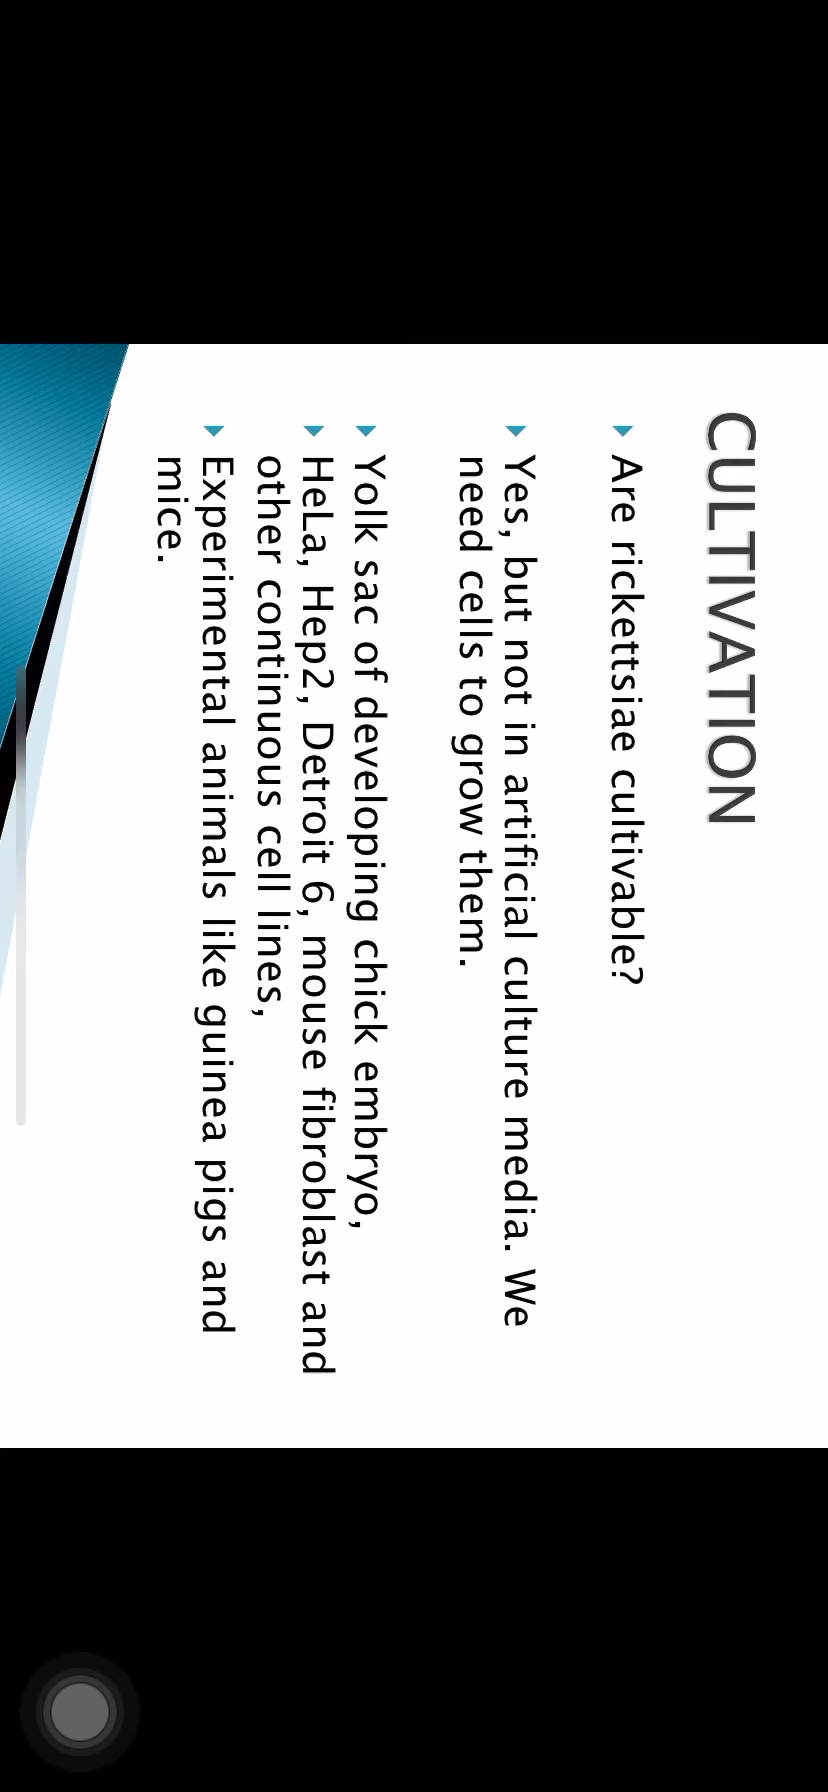 CULTIVATION
Are rickettsiae cultivable?
Yes, but not in artificial culture media. We
need cells to grow them.
Yolk sac of developing chick embryo,
HeLa, Hep2, Detroit 6, mouse fibroblast and
other continuous cell lines,
Experimental animals like guinea pigs and
mice.